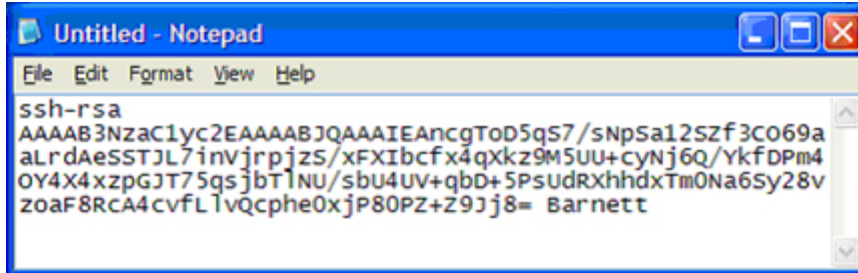 Untitled - Notepad
File Edit Format View Help
ssh-rsa
AAAAB3NzaC1yc2EAAAABJQAAAIEAncgToD5qS7/sNpSa12SZf3CO69a
aLrdAeSSTJL7inVjrpjzS/xFXIbcfx4qXkz9M5UU+cyNj6Q/YkfDPm4
OY4X4xzpGJT75qsjbTlNU/sbU4UV+qbD+5PsUdRXhhdxTm0Na6Sy28v
zoaF8RcA4cvfLlvQcphe0xjP80PZ+Z9Jj8= Barnett